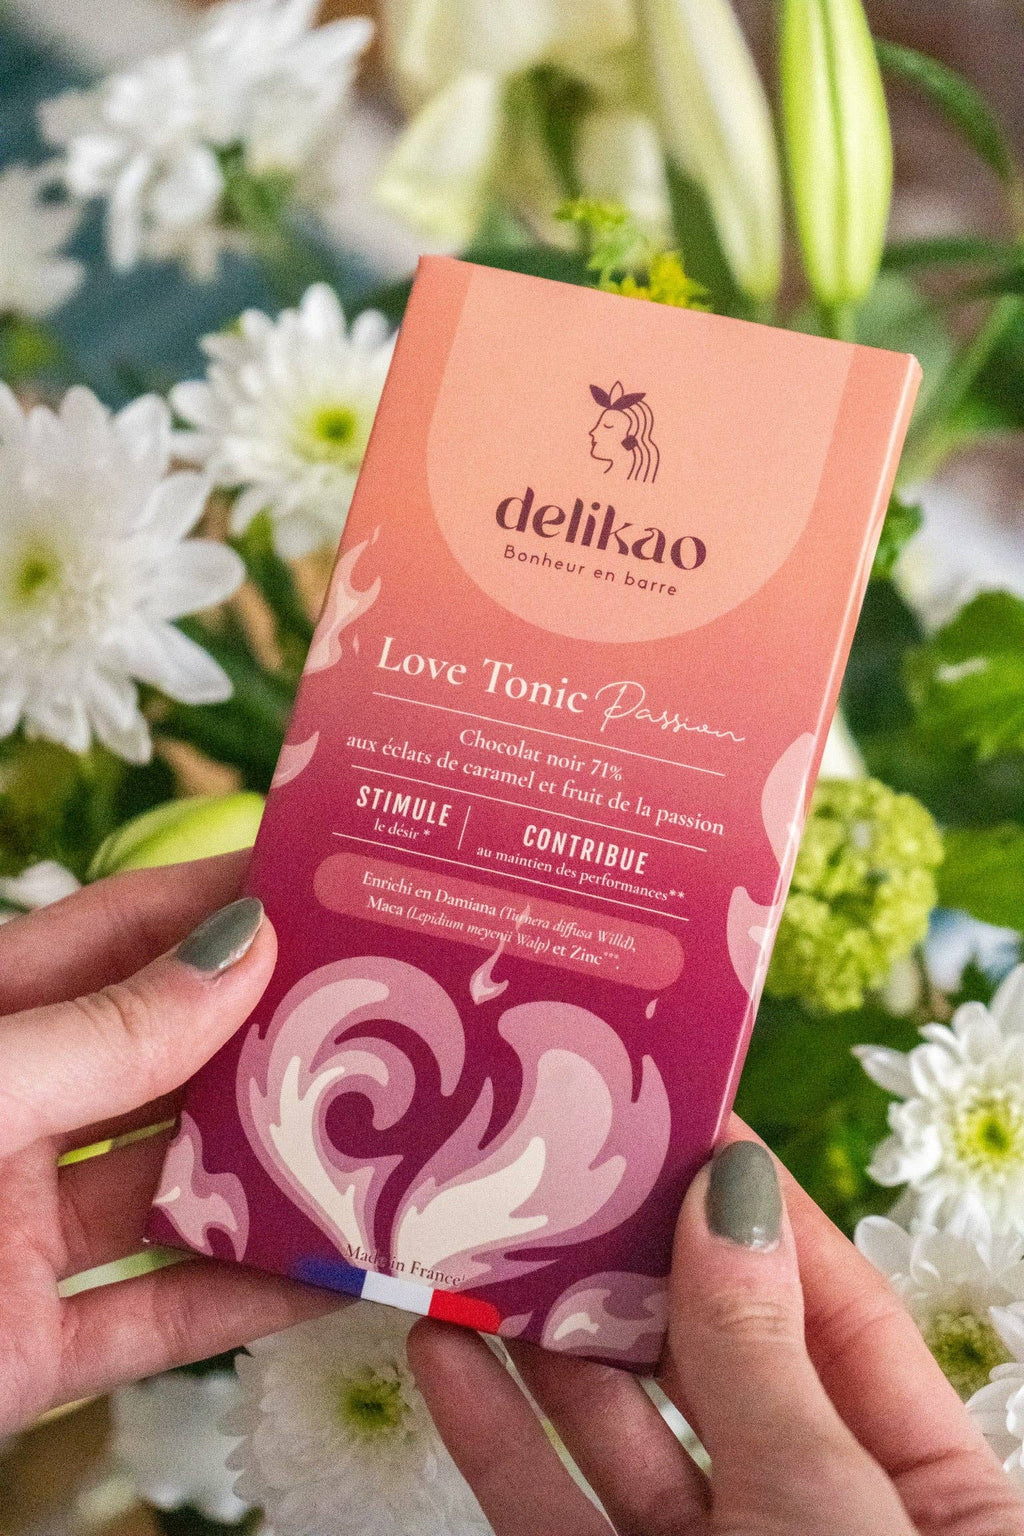 delikao
Bonheur en barre
Love Tonic Passion
Chocolat noir 71%
aux éclats de caramel et fruit de la passion
STIMULE
le désir *
CONTRIBUE
au maintien des performances**
Enrichi en Damiana (Turnera diffusa Willd),
Maca (Lepidium meyenii Walp) et Zinc***.
Made in France